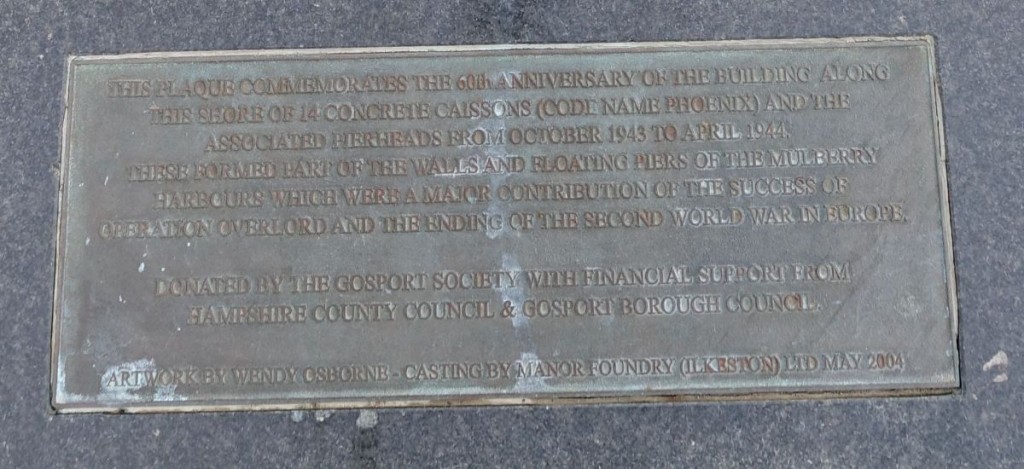 THIS PLAQUE COMMEMORATES THE 60th ANNIVERSARY OF THE BUILDING ALONG
THE SHORE OF 14 CONCRETE CAISSONS (CODE NAME PHOENIX) AND THE
ASSOCIATED PIERHEADS FROM OCTOBER 1943 TO APRIL 1944.
THESE FORMED PART OF THE WALLS AND FLOATING PIERS OF THE MULBERRY
HARBOURS WHICH WERE A MAJOR CONTRIBUTION OF THE SUCCESS OF
OPERATION OVERLORD AND THE ENDING OF THE SECOND WORLD WAR IN EUROPE.
DONATED BY THE GOSPORT SOCIETY WITH FINANCIAL SUPPORT FROM
HAMPSHIRE COUNTY COUNCIL & GOSPORT BOROUGH COUNCIL.
ARTWORK BY WENDY OSBORNE - CASTING BY MANOR FOUNDRY (ILKESTON) LTD MAY 2004